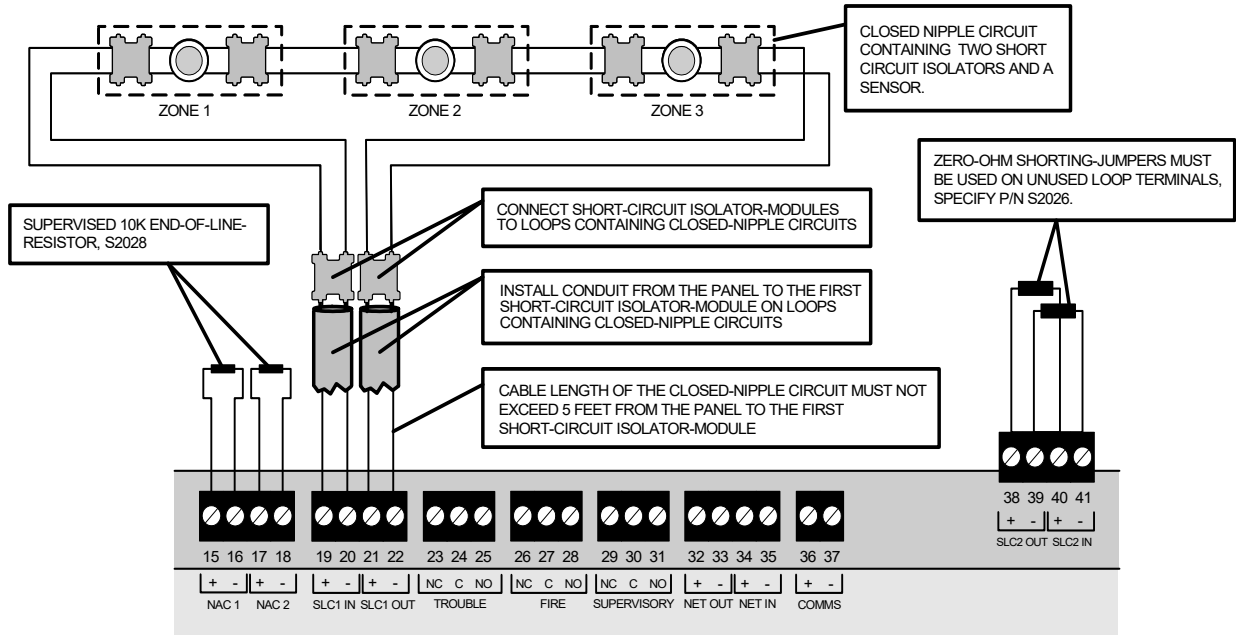 CLOSED NIPPLE CIRCUIT
CONTAINING TWO SHORT
CIRCUIT ISOLATORS AND A
SENSOR.
ZONE 1
ZONE 2
ZONE 3
ZERO-OHM SHORTING-JUMPERS MUST
BE USED ON UNUSED LOOP TERMINALS,
SPECIFY P/N S2026.
SUPERVISED 10K END-OF-LINE-
RESISTOR, S2028
CONNECT SHORT-CIRCUIT ISOLATOR-MODULES
TO LOOPS CONTAINING CLOSED-NIPPLE CIRCUITS
INSTALL CONDUIT FROM THE PANEL TO THE FIRST
SHORT-CIRCUIT ISOLATOR-MODULE ON LOOPS
CONTAINING CLOSED-NIPPLE CIRCUITS
CABLE LENGTH OF THE CLOSED-NIPPLE CIRCUIT MUST NOT
EXCEED 5 FEET FROM THE PANEL TO THE FIRST
SHORT-CIRCUIT ISOLATOR-MODULE
38 39 40 41
+ - + -
SLC2 OUT SLC2 IN
15 16 17 18 19 20 21 22 23 24 25 26 27 28 29 30 31 32 33 34 35 36 37
+ - + - + - + - NC C NO NC C NO NC C NO + - + - + -
NAC 1 NAC 2 SLC1 IN SLC1 OUT TROUBLE FIRE SUPERVISORY NET OUT NET IN COMMS